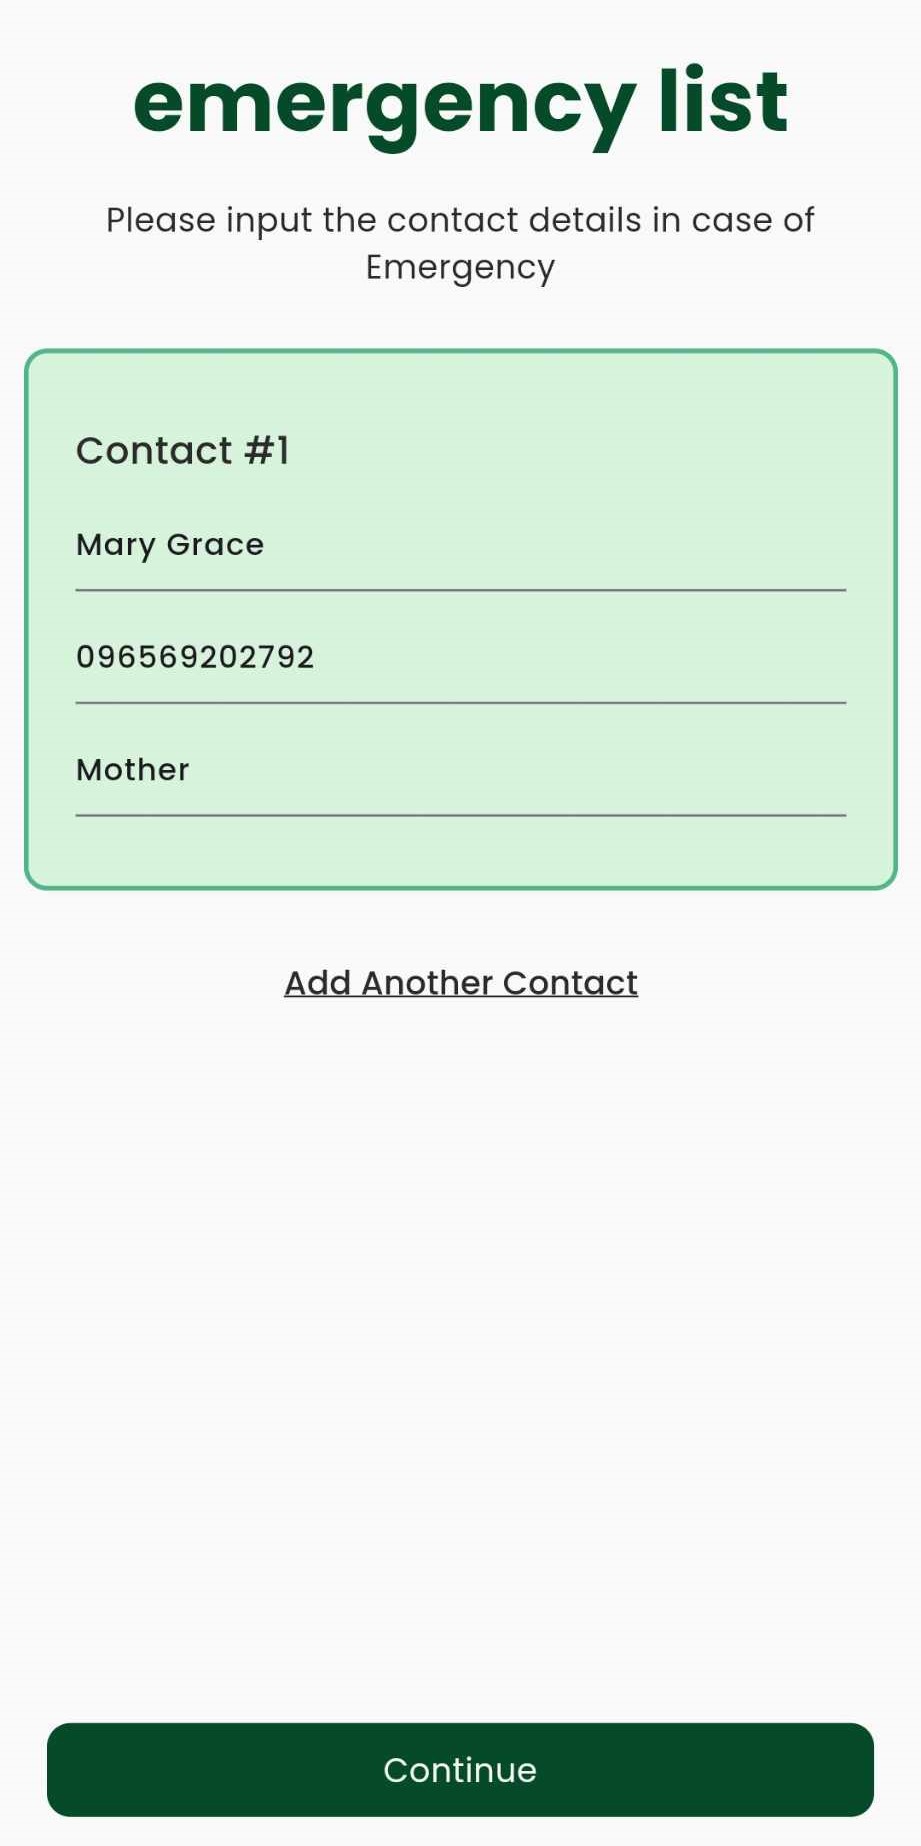 emergency list
Please input the contact details in case of
Emergency
Contact #1
Mary Grace
096569202792
Mother
Add Another Contact
Continue